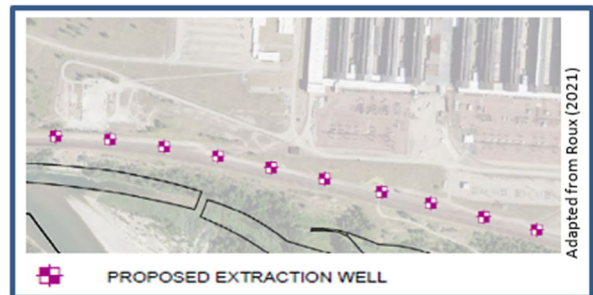 Adapted from Roux (2021)
PROPOSED EXTRACTION WELL